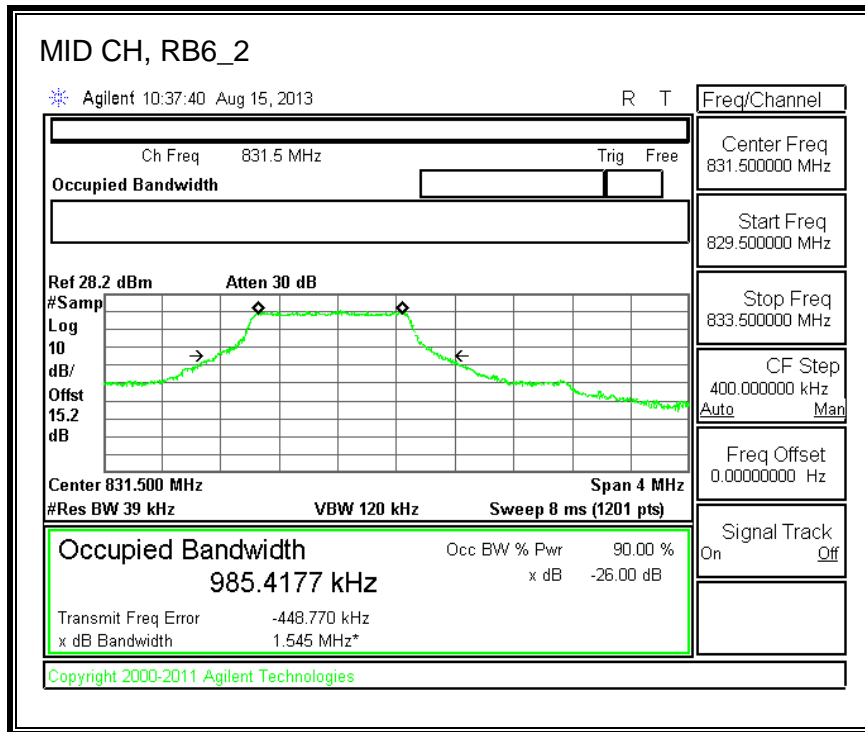 MID CH, RB6_2
Agilent 10:37:40 Aug 15, 2013 R T
Freq/Channel
Ch Freq 831.5 MHz Trig Free
Occupied Bandwidth
Center Freq
831.500000 MHz
Start Freq
829.500000 MHz
Stop Freq
833.500000 MHz
CF Step
400.000000 kHz
Auto Man
Freq Offset
0.00000000 Hz
Signal Track
On Off
Ref 28.2 dBm Atten 30 dB
#Samp
Log
10
dB/
Offst
15.2
dB
Center 831.500 MHz Span 4 MHz
#Res BW 39 kHz VBW 120 kHz Sweep 8 ms (1201 pts)
Occupied Bandwidth Occ BW % Pwr 90.00 %
985.4177 kHz x dB -26.00 dB
Transmit Freq Error -448.770 kHz
x dB Bandwidth 1.545 MHz*
Copyright 2000-2011 Agilent Technologies